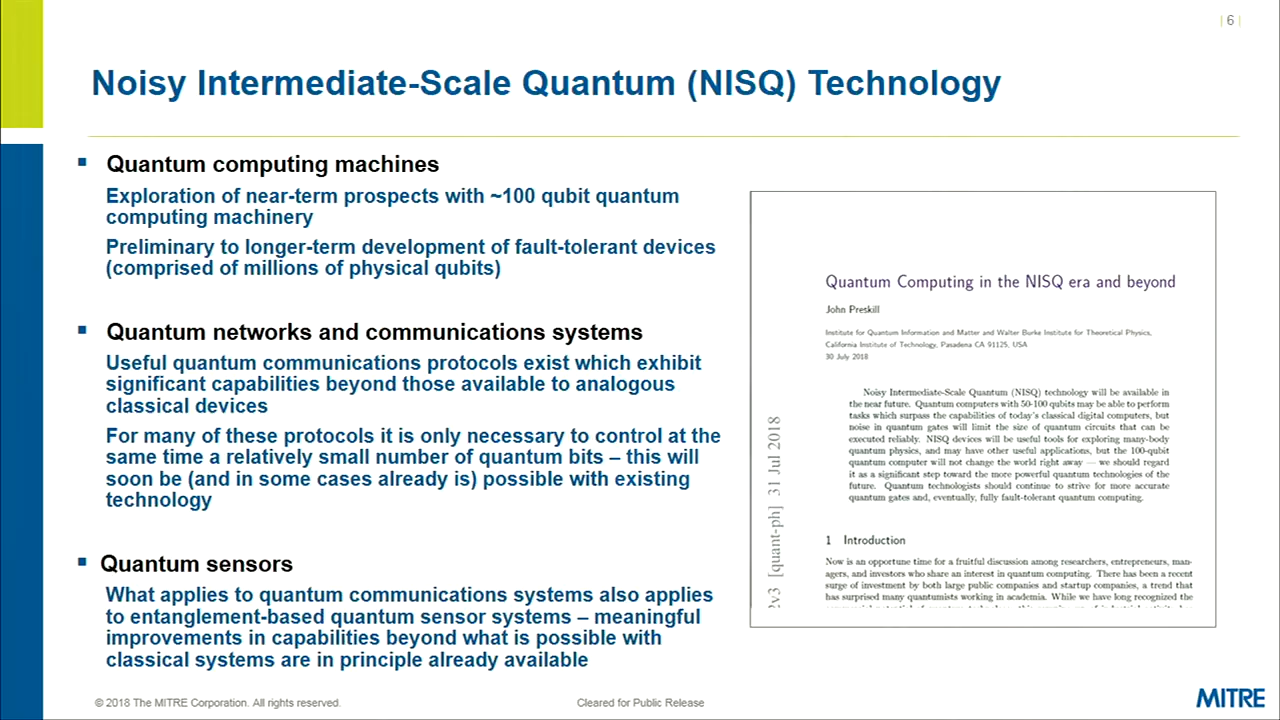 | 6 |
Noisy Intermediate-Scale Quantum (NISQ) Technology
▪ Quantum computing machines
Exploration of near-term prospects with ~100 qubit quantum
computing machinery
Preliminary to longer-term development of fault-tolerant devices
(comprised of millions of physical qubits)
▪ Quantum networks and communications systems
Useful quantum communications protocols exist which exhibit
significant capabilities beyond those available to analogous
classical devices
For many of these protocols it is only necessary to control at the
same time a relatively small number of quantum bits – this will
soon be (and in some cases already is) possible with existing
technology
▪ Quantum sensors
What applies to quantum communications systems also applies
to entanglement-based quantum sensor systems – meaningful
improvements in capabilities beyond what is possible with
classical systems are in principle already available
Quantum Computing in the NISQ era and beyond
John Preskill
Institute for Quantum Information and Matter and Walter Burke Institute for Theoretical Physics,
California Institute of Technology, Pasadena CA 91125, USA
30 July 2018
Noisy Intermediate-Scale Quantum (NISQ) technology will be available in
the near future. Quantum computers with 50-100 qubits may be able to perform
tasks which surpass the capabilities of today's classical digital computers, but
noise in quantum gates will limit the size of quantum circuits that can be
executed reliably. NISQ devices will be useful tools for exploring many-body
quantum physics, and may have other useful applications, but the 100-qubit
quantum computer will not change the world right away — we should regard
it as a significant step toward the more powerful quantum technologies of the
future. Quantum technologists should continue to strive for more accurate
quantum gates and, eventually, fully fault-tolerant quantum computing.
1 Introduction
Now is an opportune time for a fruitful discussion among researchers, entrepreneurs, man-
agers, and investors who share an interest in quantum computing. There has been a recent
surge of investment by both large public companies and startup companies, a trend that
has surprised many quantumists working in academia. While we have long recognized the
2v3 [quant-ph] 31 Jul 2018
© 2018 The MITRE Corporation. All rights reserved.
Cleared for Public Release
MITRE